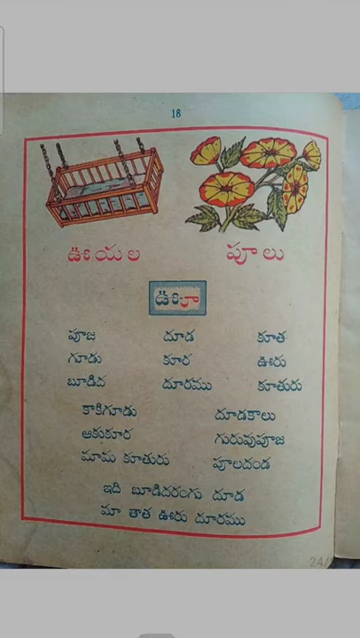 18
ఊయల పూలు
ఊ ూ
పూజ దూడ కూత
గూడు కూర ఊరు
బూడిద దూరము కూతురు
కాకిగూడు దూడకాలు
ఆకుకూర గురువుపూజ
మామ కూతురు పూలదండ
ఇది బూడిదరంగు దూడ
మా తాత ఊరు దూరము